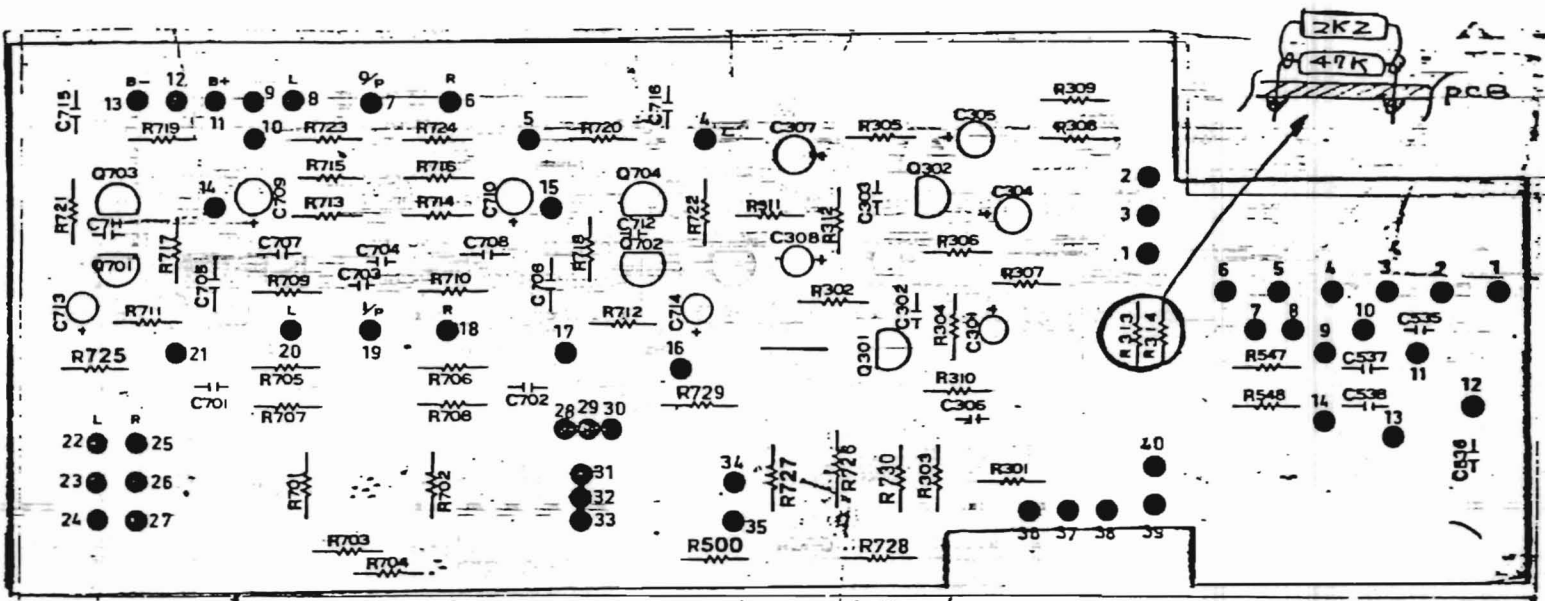 2K2
47K
P.C.B
B- 12 B+ 9 L 8 9/P 7 R 6
13 11 10
C715
R719 R723 R724 5 R720 C716 4 C307 R305 C305 R309 R308
R715 R716
Q703 14 C709 R713 R714 C710 15 Q704 R722 R311 R312 C303 Q302 C304 2
R721 R717 C707 C704 C708 R718 C712 C308 R306 3
Q701 C705 C703 Q702 1
R709 R710 C706 R302 R307
C713 R711 L 1/P R 18 R712 C714 C302 R304 C301 R313 R314
6 5 4 3 2 1
7 8 9 10 C535
21 20 19 17 16 Q301
R725 R705 R706 R729 R310 R547 C537 11
C701 R707 R708 C702 C306 R548 C538 12
14 13
L R 28 29 30
22 25
23 26 R701 R702 31 34 R727 R726 R730 R303 R301 40 C536
24 27 32
33 35 36 37 38 39
R703 R500 R728
R704